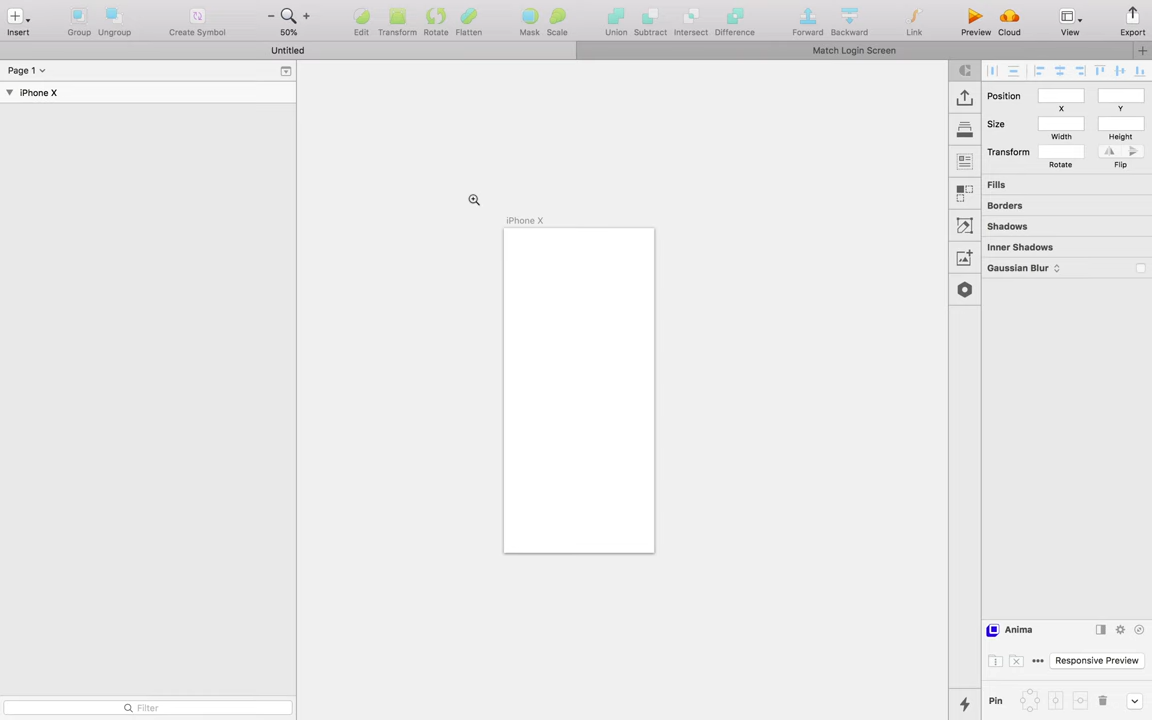 Insert
Group
Ungroup
Create Symbol
50%
Edit
Transform
Rotate
Flatten
Mask
Scale
Union
Subtract
Intersect
Difference
Forward
Backward
Link
Preview
Cloud
View
Export
Untitled
Match Login Screen
Page 1
iPhone X
iPhone X
Position
X
Y
Size
Width
Height
Transform
Rotate
Flip
Fills
Borders
Shadows
Inner Shadows
Gaussian Blur
Anima
Responsive Preview
Pin
Filter